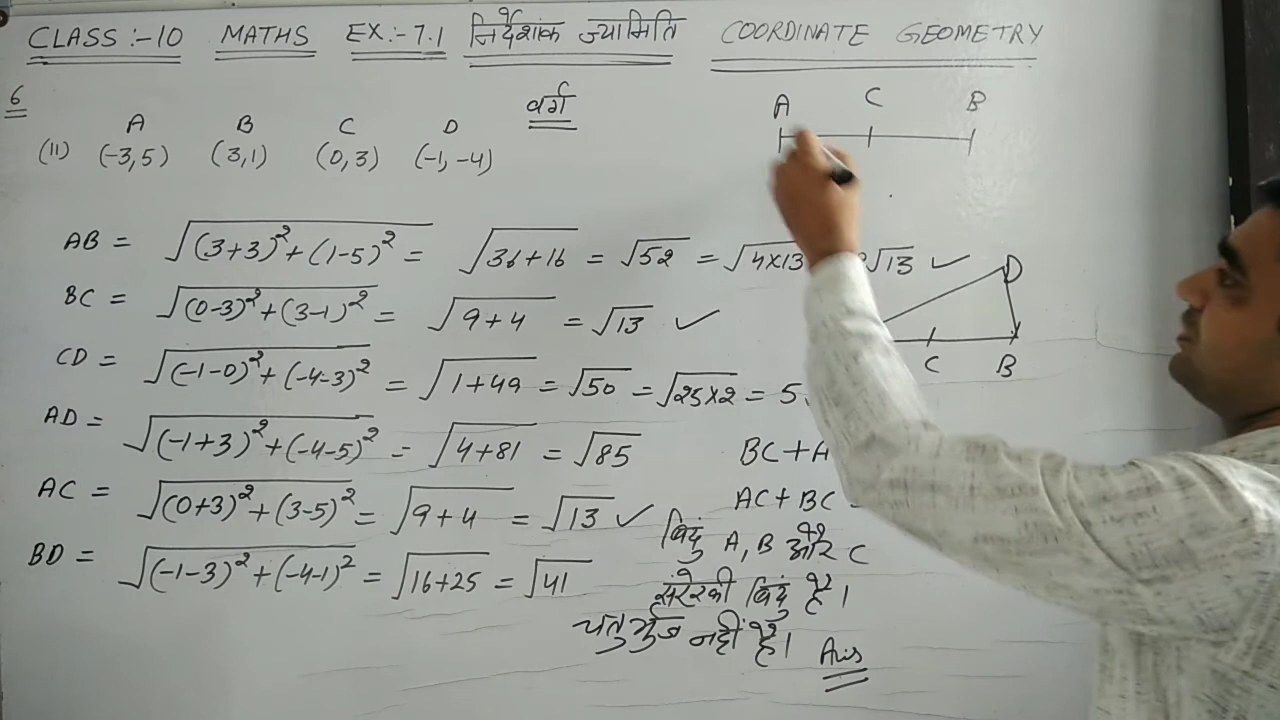 CLASS :- 10 MATHS EX:- 7.1 निर्देशांक ज्यामिति COORDINATE GEOMETRY
6
वर्ग
A B C D
(11) (-3,5) (3,1) (0,3) (-1,-4)
A C B
AB = √(3+3)²+(1-5)² = √36+16 = √52 = √4×13 √13 ✓
BC = √(0-3)²+(3-1)² = √9+4 = √13 ✓
CD = √(-1-0)²+(-4-3)² = √1+49 = √50 = √25×2 = 5
AD = √(-1+3)²+(-4-5)² = √4+81 = √85
AC = √(0+3)²+(3-5)² = √9+4 = √13 ✓
BD = √(-1-3)²+(-4-1)² = √16+25 = √41
D
C B
BC + A
AC + BC
बिंदु A, B और C
संरेखी बिंदु है।
चतुर्भुज नहीं है। Ans